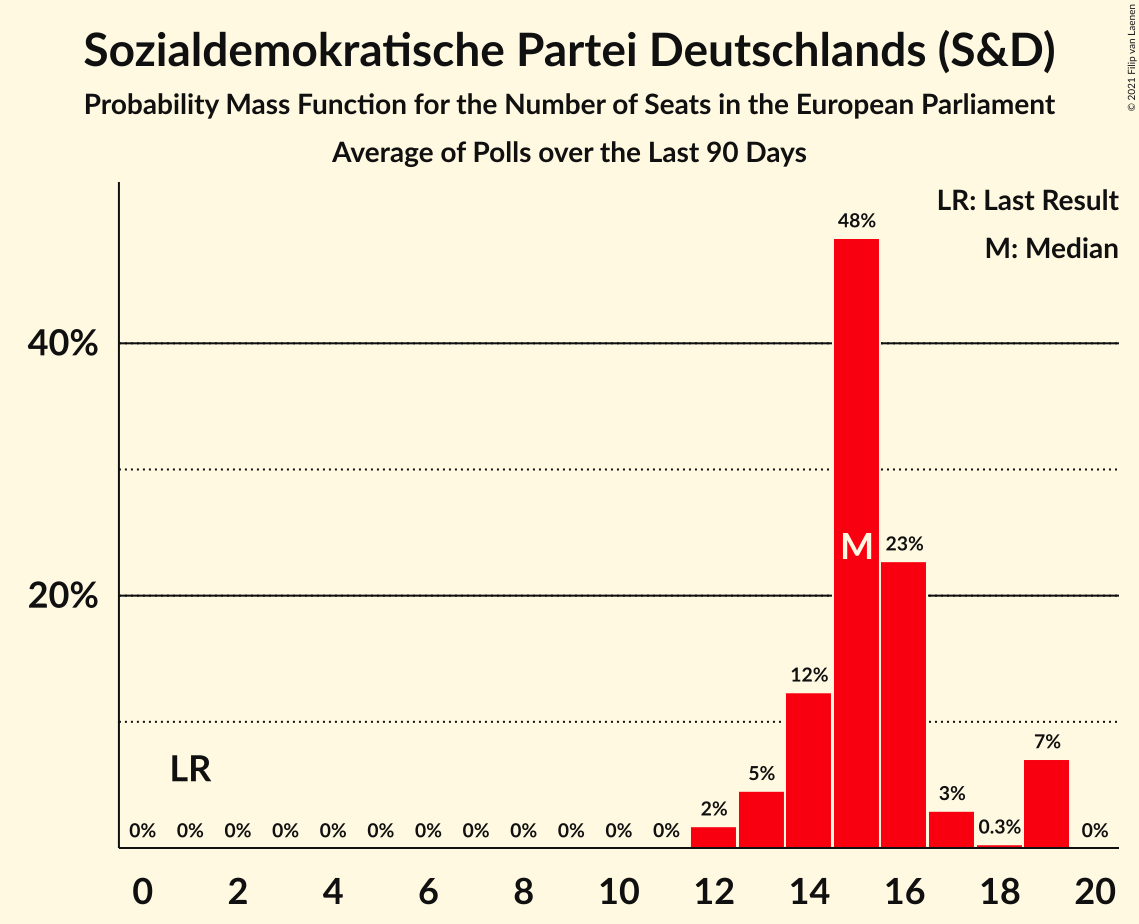 Sozialdemokratische Partei Deutschlands (S&D)
Probability Mass Function for the Number of Seats in the European Parliament
Average of Polls over the Last 90 Days
© 2021 Filip van Laenen
LR: Last Result
M: Median
48%
40%
M
23%
20%
12%
7%
LR
5%
3%
2%
0.3%
0% 0% 0% 0% 0% 0% 0% 0% 0% 0% 0% 0% 0%
0 2 4 6 8 10 12 14 16 18 20